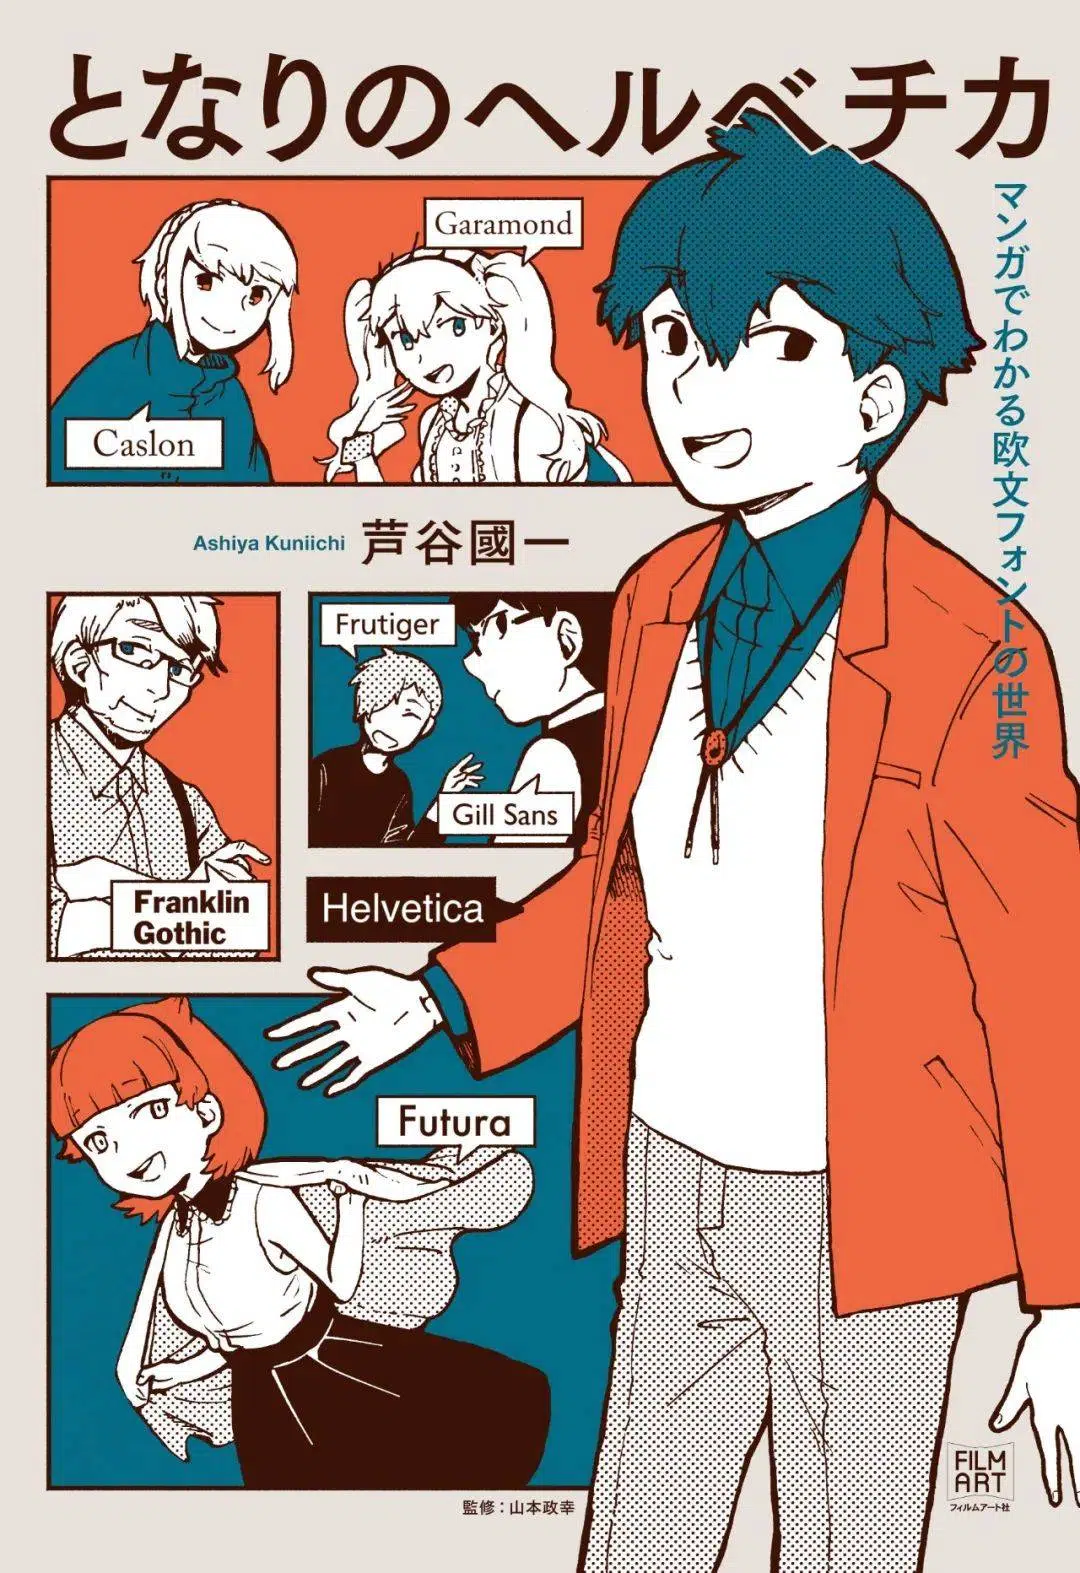 となりのヘルベチカ
マンガでわかる欧文フォントの世界
Garamond
Caslon
Ashiya Kuniichi 芦谷國一
Frutiger
Gill Sans
Franklin
Gothic
Helvetica
Futura
FILM
ART
フィルムアート社
監修：山本政幸